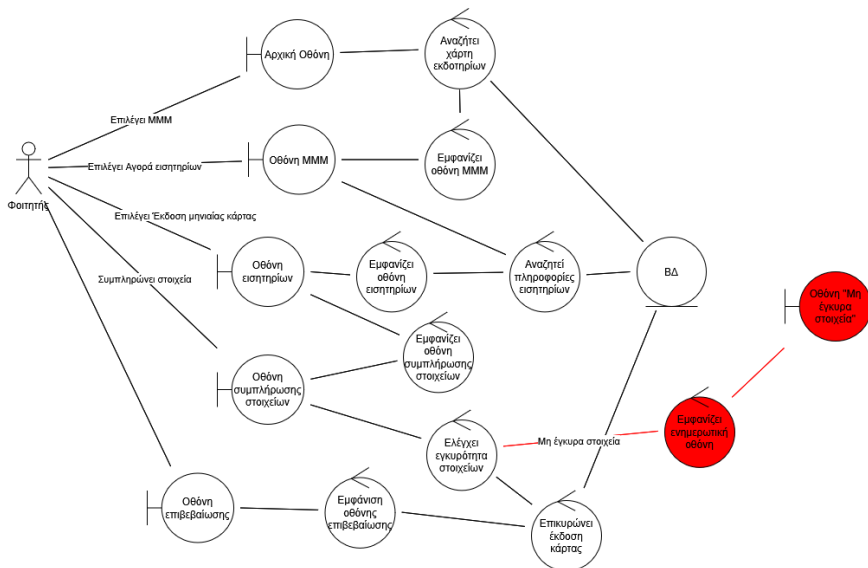 Αρχική Οθόνη
Αναζήτει
χάρτη
εκδοτηρίων
Επιλέγει ΜΜΜ
Οθόνη ΜΜΜ
Εμφανίζει
οθόνη ΜΜΜ
Επιλέγει Αγορά εισητηρίων
Φοιτητής
Επιλέγει Έκδοση μηνιαίας κάρτας
Οθόνη
εισητηρίων
Εμφανίζει
οθόνη
εισητηρίων
Αναζητεί
πληροφορίες
εισητηρίων
ΒΔ
Οθόνη "Μη
έγκυρα
στοιχεία"
Συμπληρώνει στοιχεία
Εμφανίζει
οθόνη
συμπλήρωσης
στοιχείων
Οθόνη
συμπλήρωσης
στοιχείων
Ελέγχει
εγκυρότητα
στοιχείων
Μη έγκυρα στοιχεία
Εμφανίζει
ενημερωτική
οθόνη
Οθόνη
επιβεβαίωσης
Εμφάνιση
οθόνης
επιβεβαίωσης
Επικυρώνει
έκδοση
κάρτας